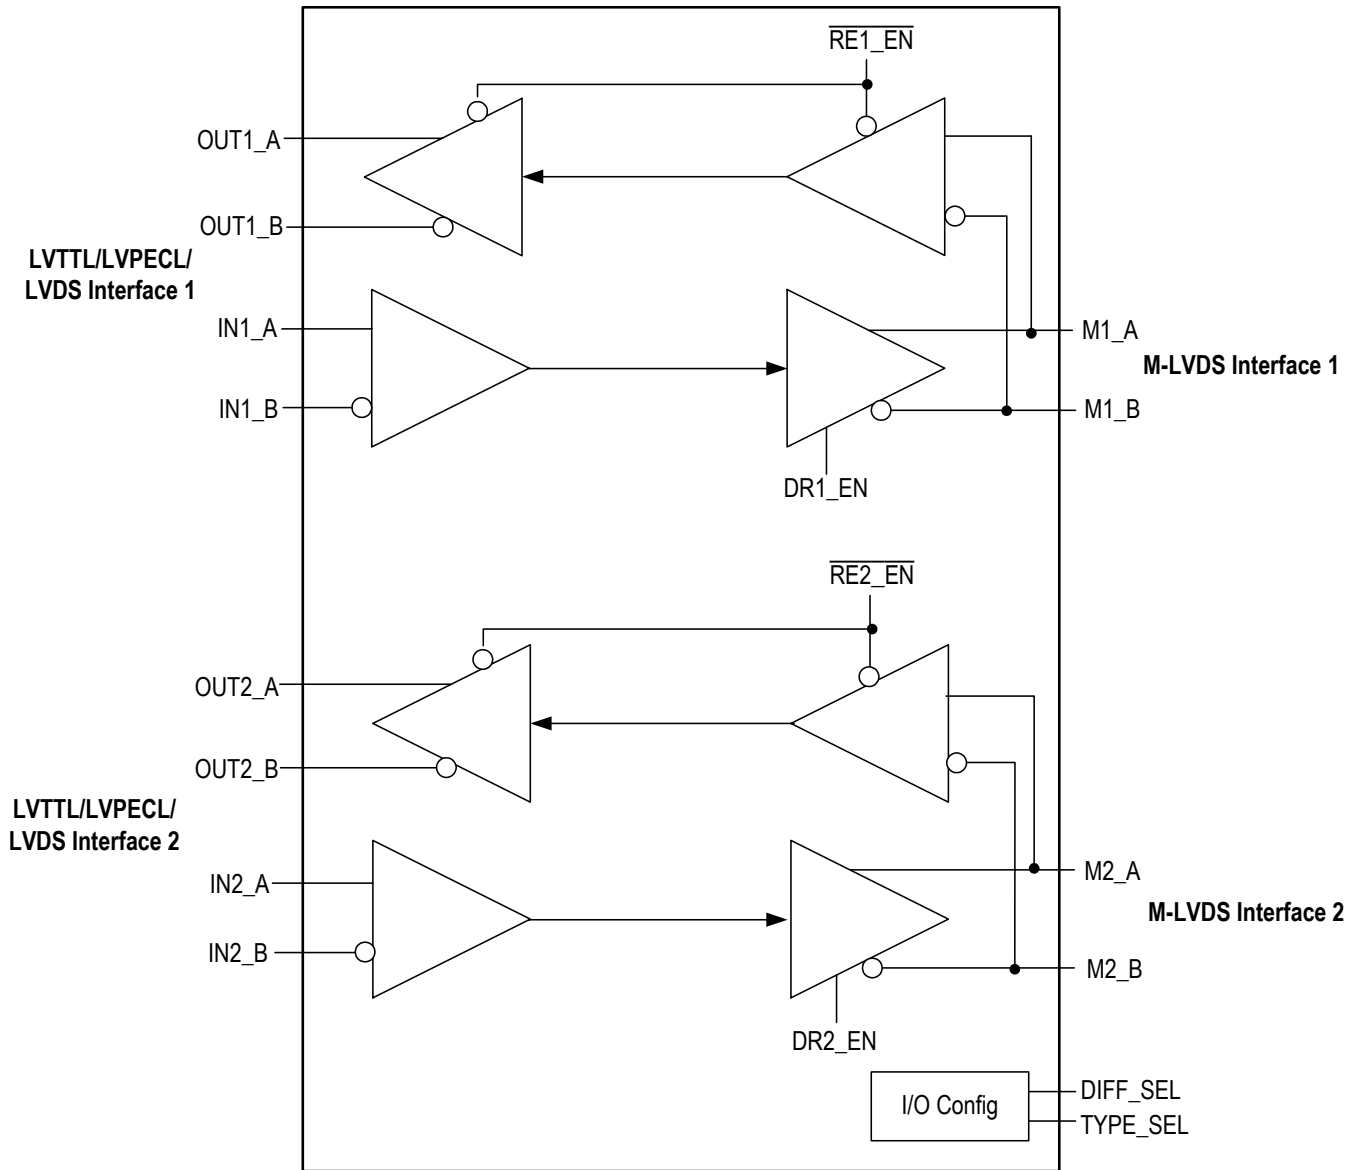 RE1_EN
OUT1_A
OUT1_B
LVTTL/LVPECL/
LVDS Interface 1
IN1_A
IN1_B
M1_A
M-LVDS Interface 1
M1_B
DR1_EN
RE2_EN
OUT2_A
OUT2_B
LVTTL/LVPECL/
LVDS Interface 2
IN2_A
IN2_B
M2_A
M-LVDS Interface 2
M2_B
DR2_EN
I/O Config
DIFF_SEL
TYPE_SEL